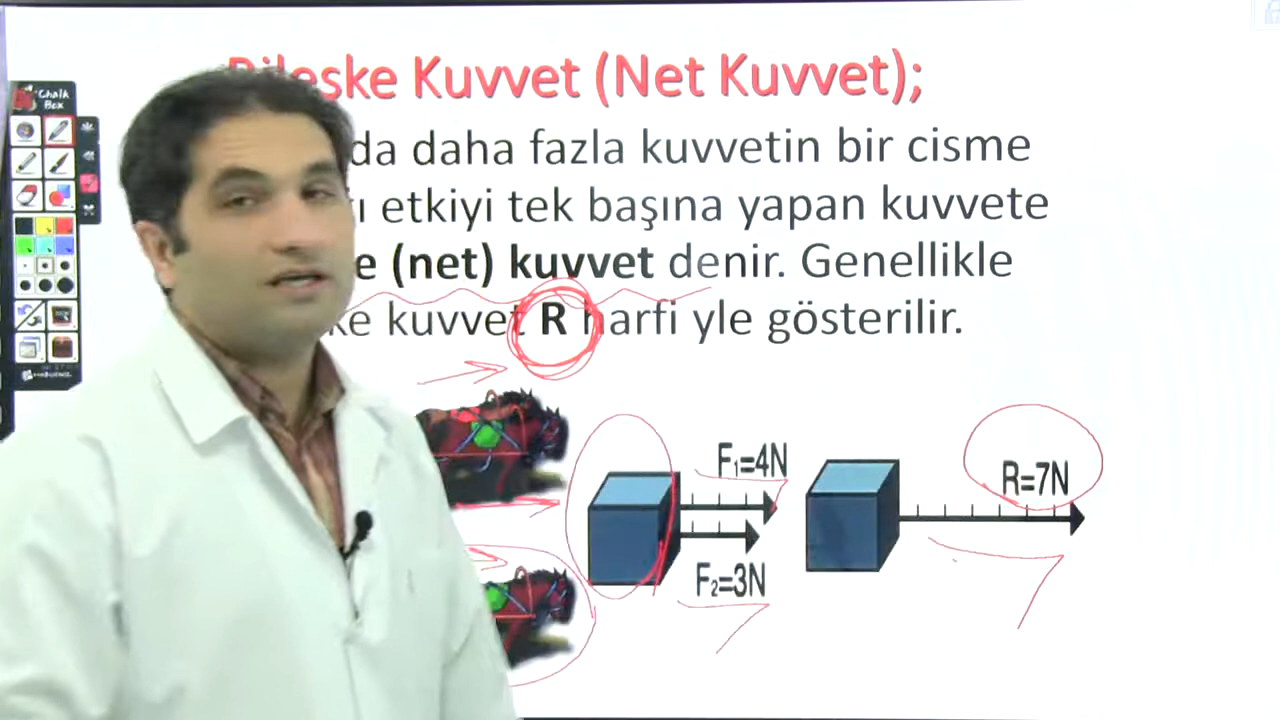 Bileşke Kuvvet (Net Kuvvet);
da daha fazla kuvvetin bir cisme
etkiyi tek başına yapan kuvvete
(net) kuvvet denir. Genellikle
kuvvet R harfi yle gösterilir.
Chalk
Box
F₁=4N
F₂=3N
R=7N